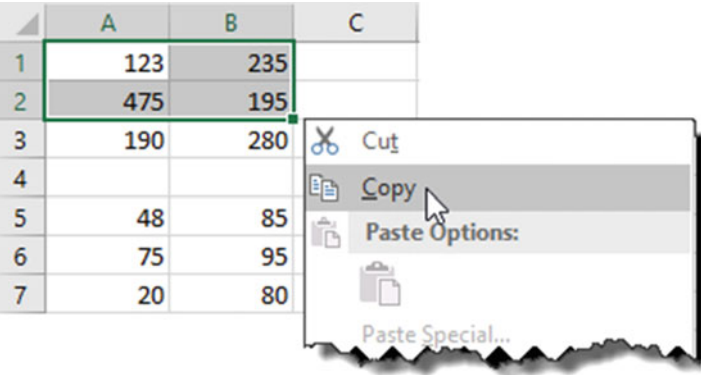 A B C
1 123 235
2 475 195
3 190 280
4
5 48 85
6 75 95
7 20 80
Cut
Copy
Paste Options:
Paste Special...